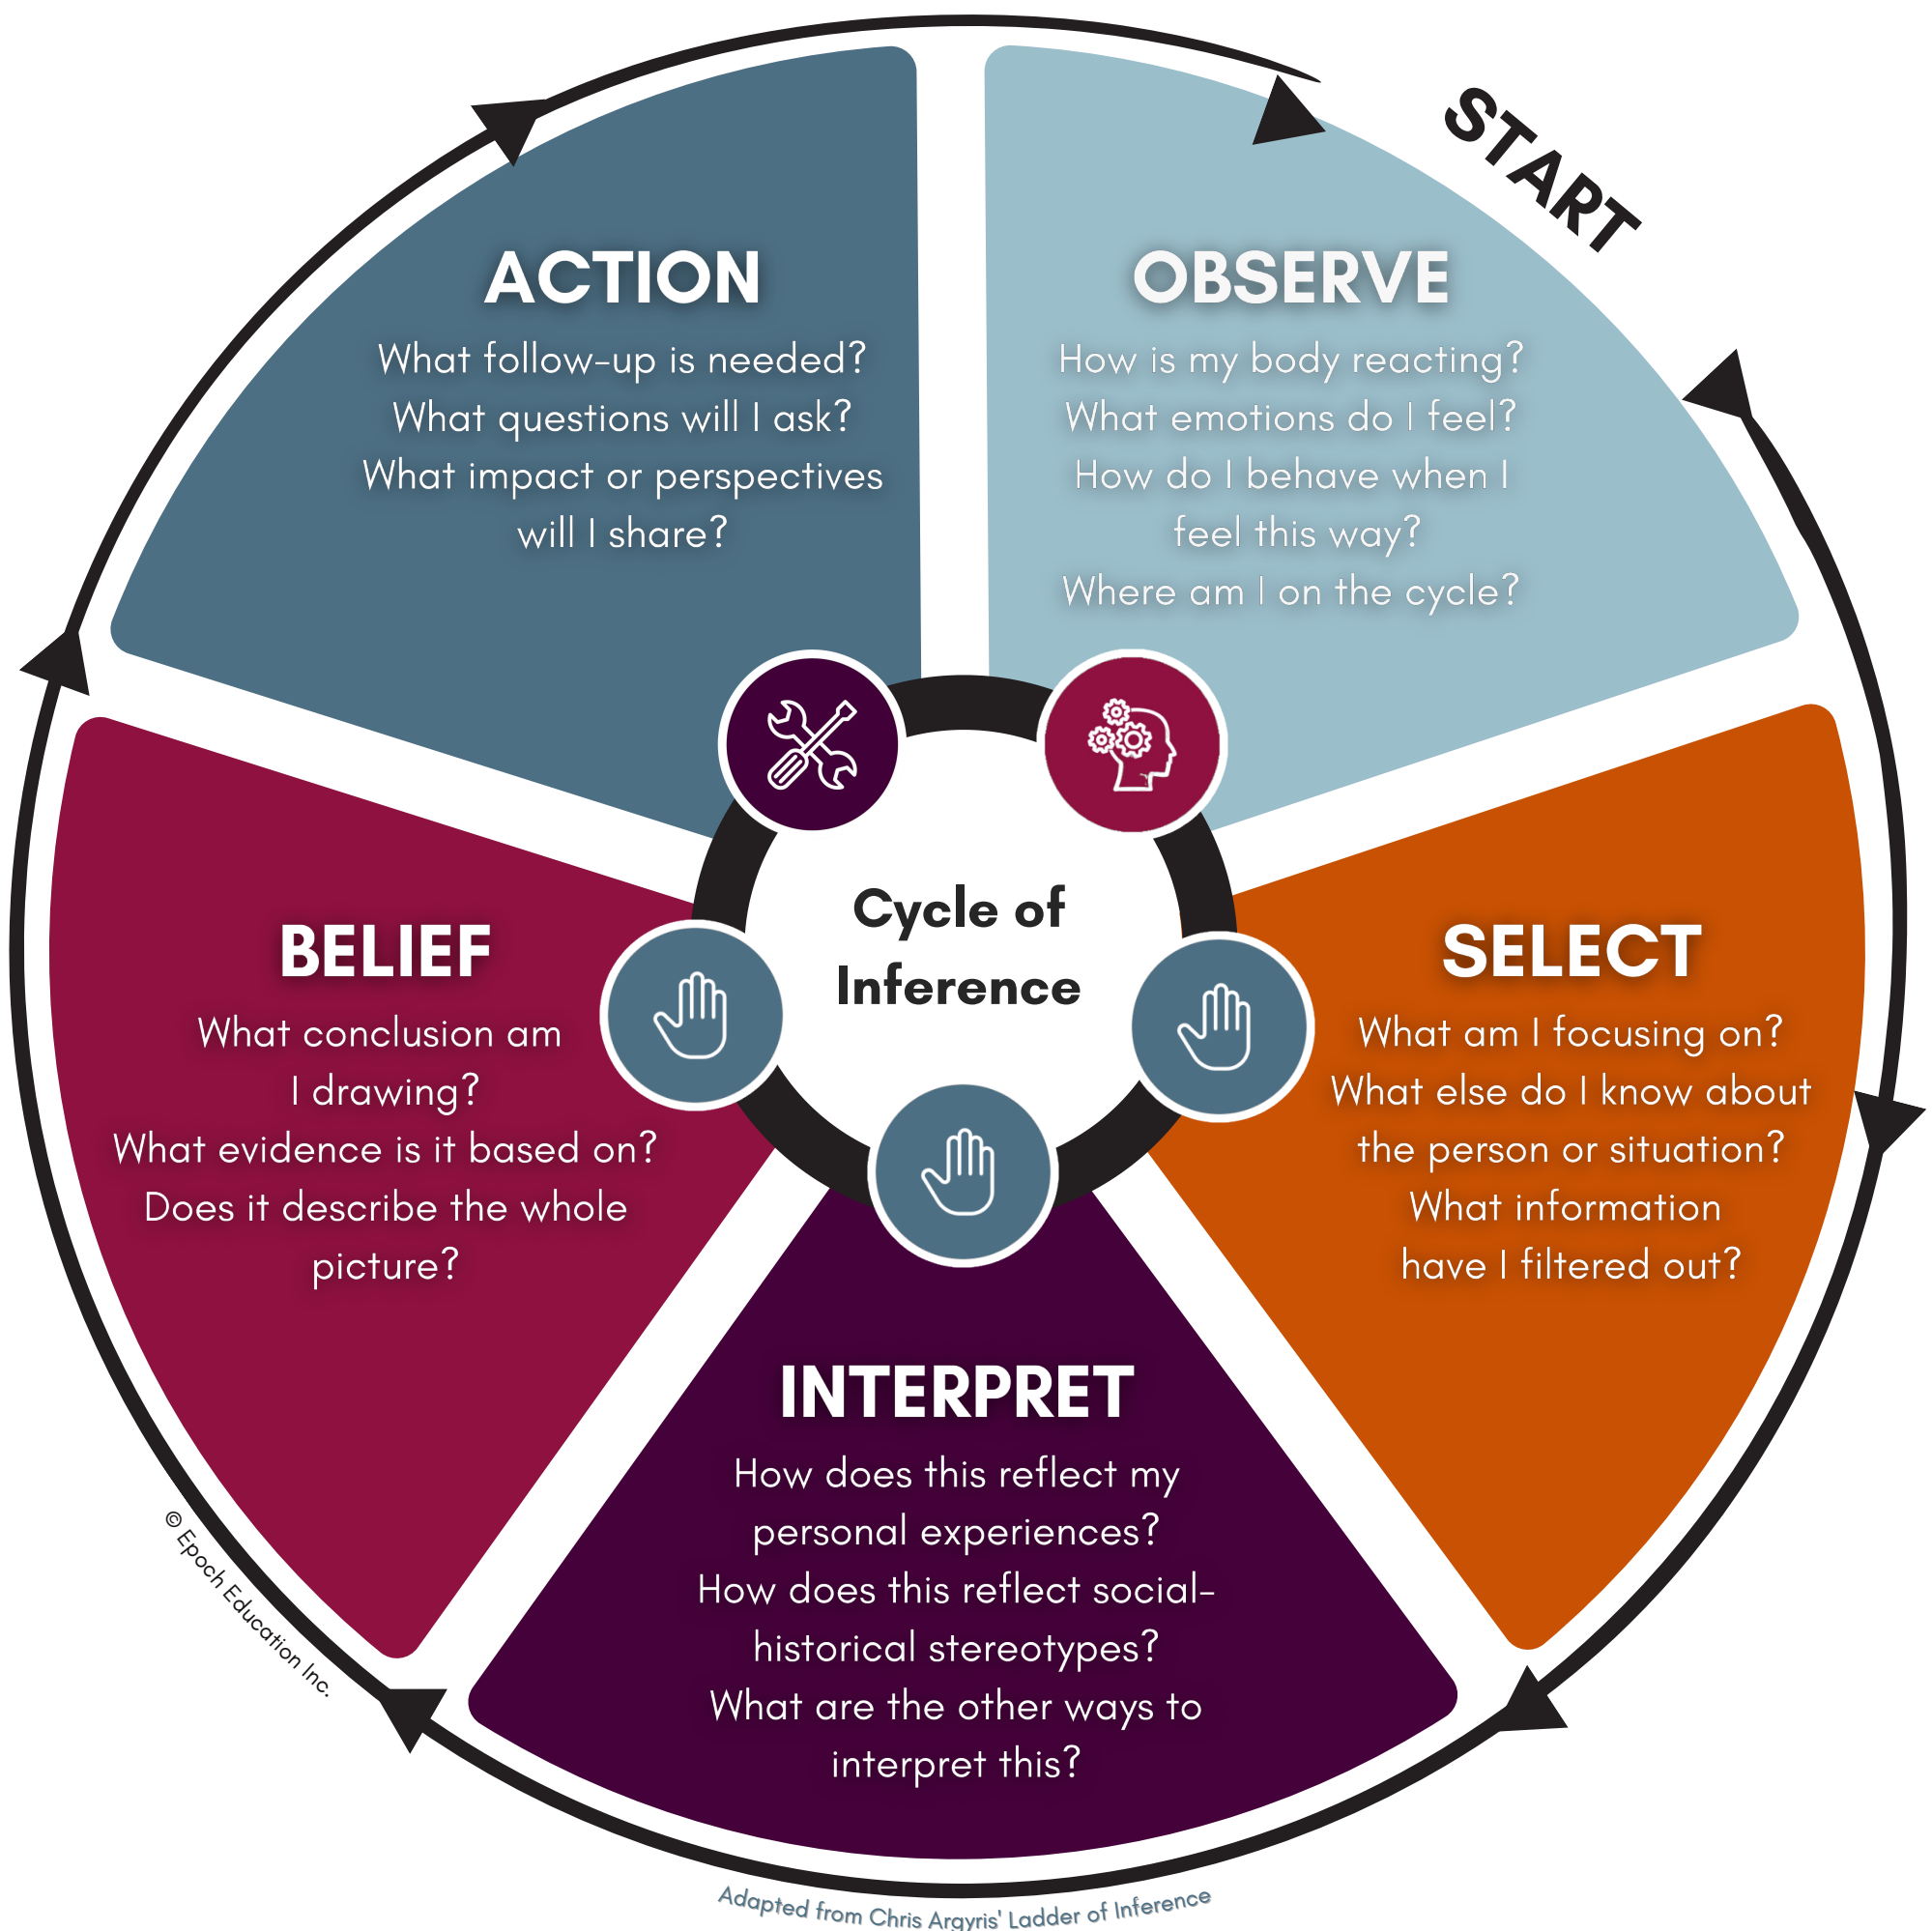 START
OBSERVE
How is my body reacting?
What emotions do I feel?
How do I behave when I
feel this way?
Where am I on the cycle?
SELECT
What am I focusing on?
What else do I know about
the person or situation?
What information
have I filtered out?
INTERPRET
How does this reflect my
personal experiences?
How does this reflect social-
historical stereotypes?
What are the other ways to
interpret this?
BELIEF
What conclusion am
I drawing?
What evidence is it based on?
Does it describe the whole
picture?
ACTION
What follow-up is needed?
What questions will I ask?
What impact or perspectives
will I share?
Cycle of
Inference
© Epoch Education Inc.
Adapted from Chris Argyris' Ladder of Inference